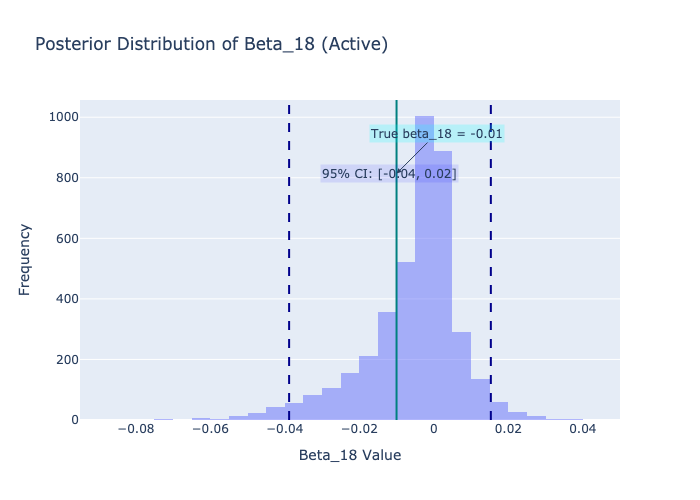 Posterior Distribution of Beta_18 (Active)
1000
800
600
400
200
0
Frequency
True beta_18 = -0.01
95% CI: [-0.04, 0.02]
−0.08
−0.06
−0.04
−0.02
0
0.02
0.04
Beta_18 Value